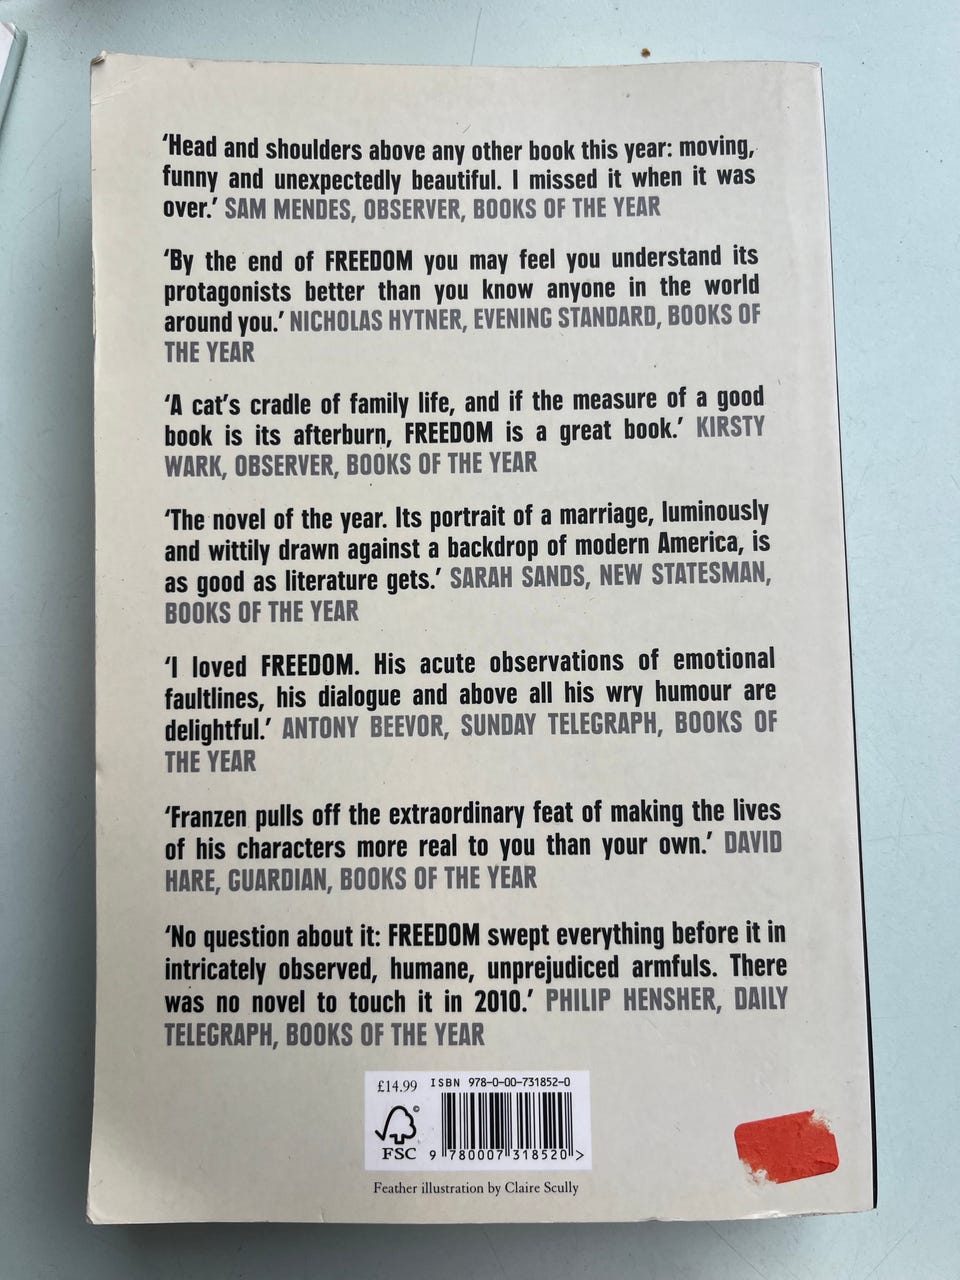 ‘Head and shoulders above any other book this year: moving,
funny and unexpectedly beautiful. I missed it when it was
over.’ SAM MENDES, OBSERVER, BOOKS OF THE YEAR
‘By the end of FREEDOM you may feel you understand its
protagonists better than you know anyone in the world
around you.’ NICHOLAS HYTNER, EVENING STANDARD, BOOKS OF
THE YEAR
‘A cat’s cradle of family life, and if the measure of a good
book is its afterburn, FREEDOM is a great book.’ KIRSTY
WARK, OBSERVER, BOOKS OF THE YEAR
‘The novel of the year. Its portrait of a marriage, luminously
and wittily drawn against a backdrop of modern America, is
as good as literature gets.’ SARAH SANDS, NEW STATESMAN,
BOOKS OF THE YEAR
‘I loved FREEDOM. His acute observations of emotional
faultlines, his dialogue and above all his wry humour are
delightful.’ ANTONY BEEVOR, SUNDAY TELEGRAPH, BOOKS OF
THE YEAR
‘Franzen pulls off the extraordinary feat of making the lives
of his characters more real to you than your own.’ DAVID
HARE, GUARDIAN, BOOKS OF THE YEAR
‘No question about it: FREEDOM swept everything before it in
intricately observed, humane, unprejudiced armfuls. There
was no novel to touch it in 2010.’ PHILIP HENSHER, DAILY
TELEGRAPH, BOOKS OF THE YEAR
£14.99 ISBN 978-0-00-731852-0
©
FSC 9 780007 318520 >
Feather illustration by Claire Scully